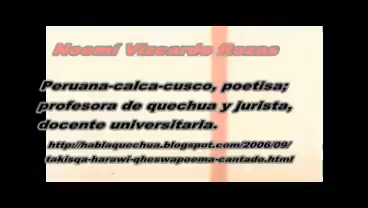 Noemí Vizcardo Rozas
Peruana-calca-cusco, poetisa;
profesora de quechua y jurista,
docente universitaria.
http://hablaquechua.blogspot.com/2006/09/
takisqa-harawi-qheswapoema-cantado.html